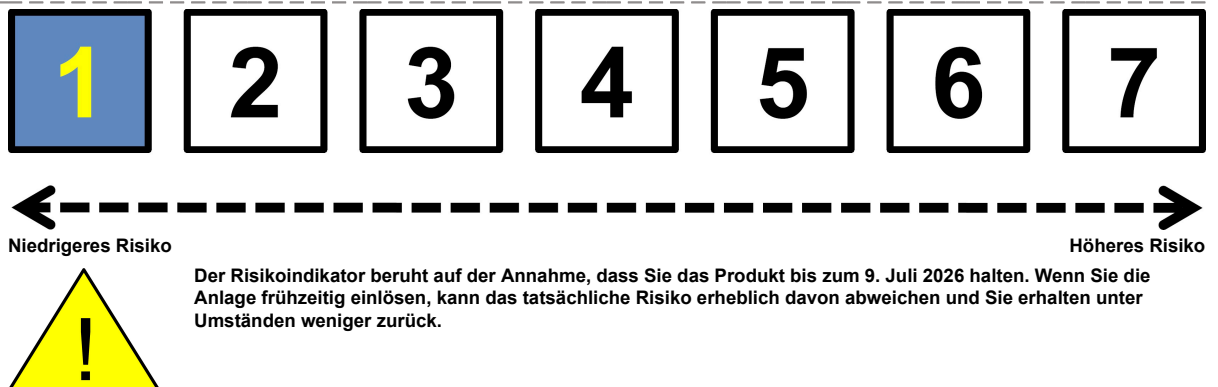 1 2 3 4 5 6 7
Niedrigeres Risiko Höheres Risiko
Der Risikoindikator beruht auf der Annahme, dass Sie das Produkt bis zum 9. Juli 2026 halten. Wenn Sie die
Anlage frühzeitig einlösen, kann das tatsächliche Risiko erheblich davon abweichen und Sie erhalten unter
Umständen weniger zurück.
!